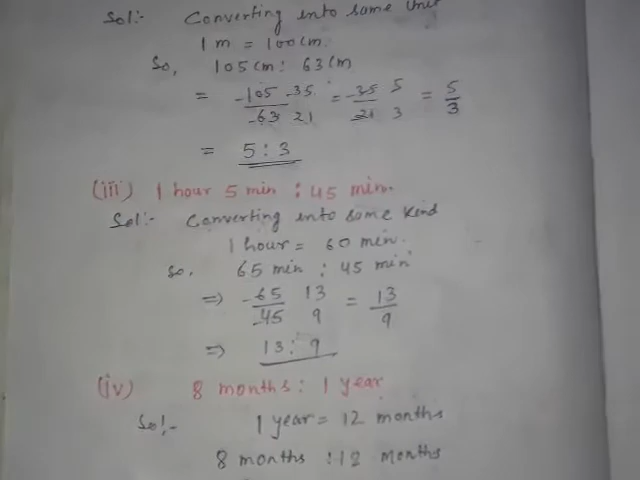 Sol:- Converting into same unit
1 m = 100 cm.
So, 105 cm : 63 cm
= 105 35 / 63 21 = 35 5 / 21 3 = 5/3
= 5 : 3
(iii) 1 hour 5 min : 45 min.
Sol:- Converting into same kind
1 hour = 60 min.
So, 65 min : 45 min
=> 65 13 / 45 9 = 13/9
=> 13 : 9
(iv) 8 months : 1 year
Sol:- 1 year = 12 months
8 months : 12 months